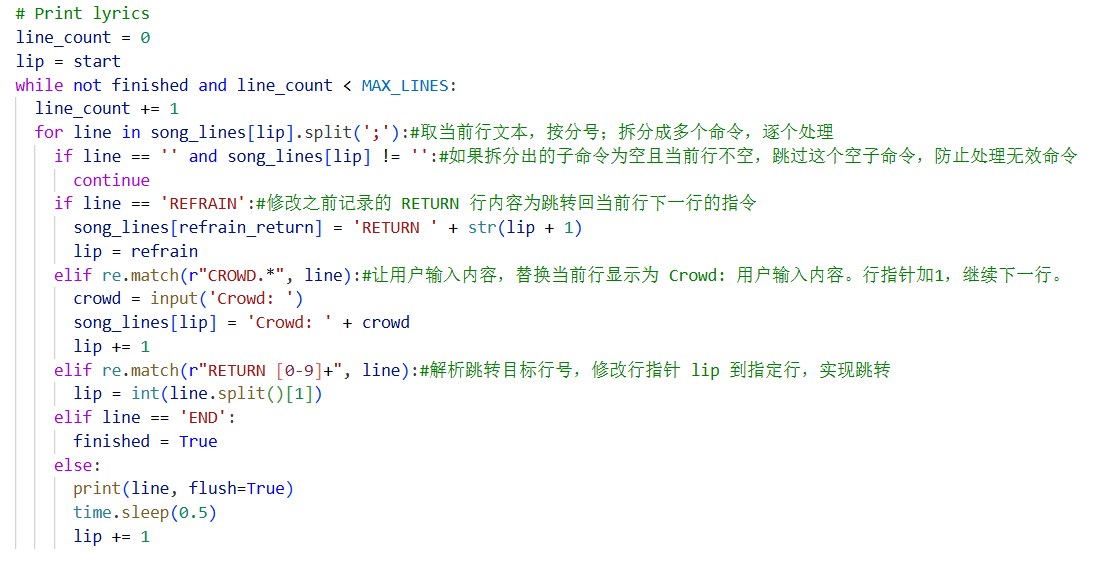 # Print lyrics
line_count = 0
lip = start
while not finished and line_count < MAX_LINES:
  line_count += 1
  for line in song_lines[lip].split(';'):#取当前行文本，按分号；拆分成多个命令，逐个处理
    if line == '' and song_lines[lip] != '':#如果拆分出的子命令为空且当前行不空，跳过这个空子命令，防止处理无效命令
      continue
    if line == 'REFRAIN':#修改之前记录的 RETURN 行内容为跳转回当前行下一行的指令
      song_lines[refrain_return] = 'RETURN ' + str(lip + 1)
      lip = refrain
    elif re.match(r"CROWD.*", line):#让用户输入内容，替换当前行显示为 Crowd: 用户输入内容。行指针加1，继续下一行。
      crowd = input('Crowd: ')
      song_lines[lip] = 'Crowd: ' + crowd
      lip += 1
    elif re.match(r"RETURN [0-9]+", line):#解析跳转目标行号，修改行指针 lip 到指定行，实现跳转
      lip = int(line.split()[1])
    elif line == 'END':
      finished = True
    else:
      print(line, flush=True)
      time.sleep(0.5)
      lip += 1